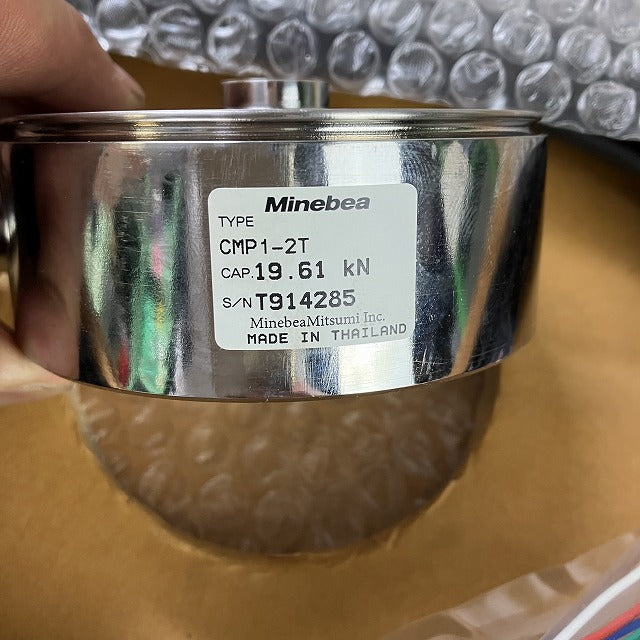 Minebea
TYPE
CMP1-2T
CAP. 19.61 kN
S/N T914285
MinebeaMitsumi Inc.
MADE IN THAILAND